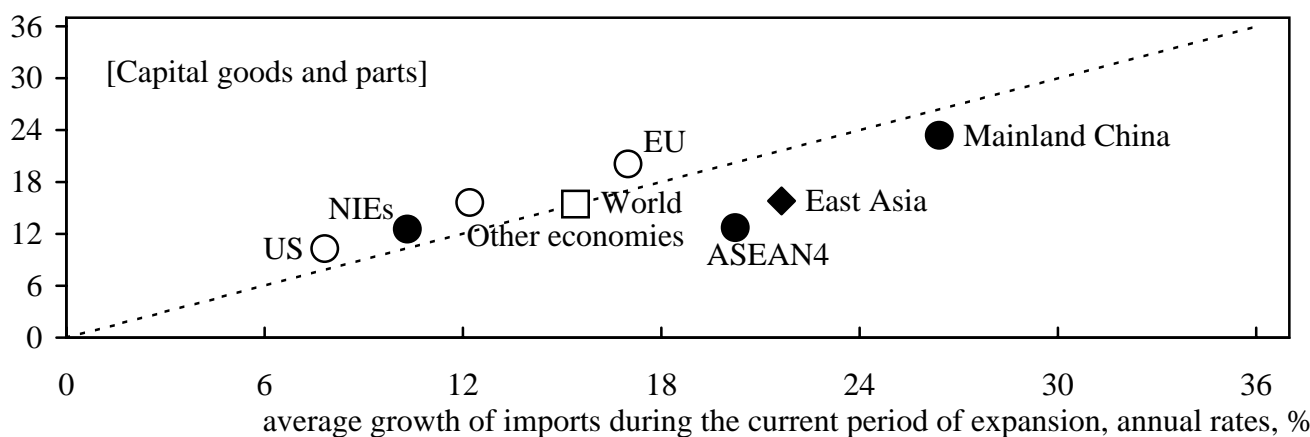 36
30
[Capital goods and parts]
24
EU
Mainland China
18
NIEs
World
East Asia
12
US
Other economies
ASEAN4
6
0
0 6 12 18 24 30 36
average growth of imports during the current period of expansion, annual rates, %